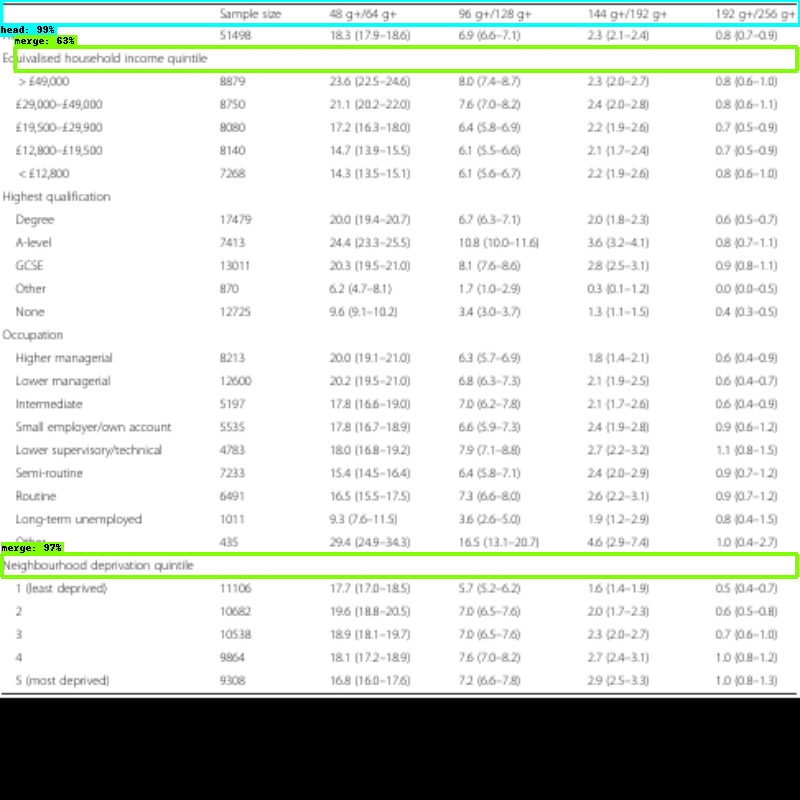 Sample size 48 g+/64 g+ 96 g+/128 g+ 144 g+/192 g+ 192 g+/256 g+
head: 99%
51498 18.3 (17.9–18.6) 6.9 (6.6–7.1) 2.3 (2.1–2.4) 0.8 (0.7–0.9)
merge: 63%
Equivalised household income quintile
> £49,000 8879 23.6 (22.5–24.6) 8.0 (7.4–8.7) 2.3 (2.0–2.7) 0.8 (0.6–1.0)
£29,000–£49,000 8750 21.1 (20.2–22.0) 7.6 (7.0–8.2) 2.4 (2.0–2.8) 0.8 (0.6–1.1)
£19,500–£29,900 8080 17.2 (16.3–18.0) 6.4 (5.8–6.9) 2.2 (1.9–2.6) 0.7 (0.5–0.9)
£12,800–£19,500 8140 14.7 (13.9–15.5) 6.1 (5.5–6.6) 2.1 (1.7–2.4) 0.7 (0.5–0.9)
< £12,800 7268 14.3 (13.5–15.1) 6.1 (5.6–6.7) 2.2 (1.9–2.6) 0.8 (0.6–1.0)
Highest qualification
Degree 17479 20.0 (19.4–20.7) 6.7 (6.3–7.1) 2.0 (1.8–2.3) 0.6 (0.5–0.7)
A-level 7413 24.4 (23.3–25.5) 10.8 (10.0–11.6) 3.6 (3.2–4.1) 0.8 (0.7–1.1)
GCSE 13011 20.3 (19.5–21.0) 8.1 (7.6–8.6) 2.8 (2.5–3.1) 0.9 (0.8–1.1)
Other 870 6.2 (4.7–8.1) 1.7 (1.0–2.9) 0.3 (0.1–1.2) 0.0 (0.0–0.5)
None 12725 9.6 (9.1–10.2) 3.4 (3.0–3.7) 1.3 (1.1–1.5) 0.4 (0.3–0.5)
Occupation
Higher managerial 8213 20.0 (19.1–21.0) 6.3 (5.7–6.9) 1.8 (1.4–2.1) 0.6 (0.4–0.9)
Lower managerial 12600 20.2 (19.5–21.0) 6.8 (6.3–7.3) 2.1 (1.9–2.5) 0.6 (0.4–0.7)
Intermediate 5197 17.8 (16.6–19.0) 7.0 (6.2–7.8) 2.1 (1.7–2.6) 0.6 (0.4–0.9)
Small employer/own account 5535 17.8 (16.7–18.9) 6.6 (5.9–7.3) 2.4 (1.9–2.8) 0.9 (0.6–1.2)
Lower supervisory/technical 4783 18.0 (16.8–19.2) 7.9 (7.1–8.8) 2.7 (2.2–3.2) 1.1 (0.8–1.5)
Semi-routine 7233 15.4 (14.5–16.4) 6.4 (5.8–7.1) 2.4 (2.0–2.9) 0.9 (0.7–1.2)
Routine 6491 16.5 (15.5–17.5) 7.3 (6.6–8.0) 2.6 (2.2–3.1) 0.9 (0.7–1.2)
Long-term unemployed 1011 9.3 (7.6–11.5) 3.6 (2.6–5.0) 1.9 (1.2–2.9) 0.8 (0.4–1.5)
Other 435 29.4 (24.9–34.3) 16.5 (13.1–20.7) 4.6 (2.9–7.4) 1.0 (0.4–2.7)
merge: 97%
Neighbourhood deprivation quintile
1 (least deprived) 11106 17.7 (17.0–18.5) 5.7 (5.2–6.2) 1.6 (1.4–1.9) 0.5 (0.4–0.7)
2 10682 19.6 (18.8–20.5) 7.0 (6.5–7.6) 2.0 (1.7–2.3) 0.6 (0.5–0.8)
3 10538 18.9 (18.1–19.7) 7.0 (6.5–7.6) 2.3 (2.0–2.7) 0.7 (0.6–1.0)
4 9864 18.1 (17.2–18.9) 7.6 (7.0–8.2) 2.7 (2.4–3.1) 1.0 (0.8–1.2)
5 (most deprived) 9308 16.8 (16.0–17.6) 7.2 (6.6–7.8) 2.9 (2.5–3.3) 1.0 (0.8–1.3)